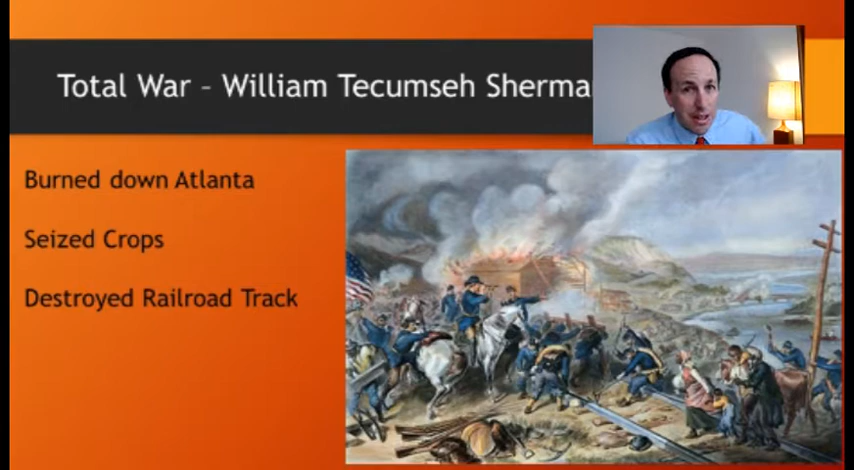 Total War – William Tecumseh Sherma
Burned down Atlanta
Seized Crops
Destroyed Railroad Track